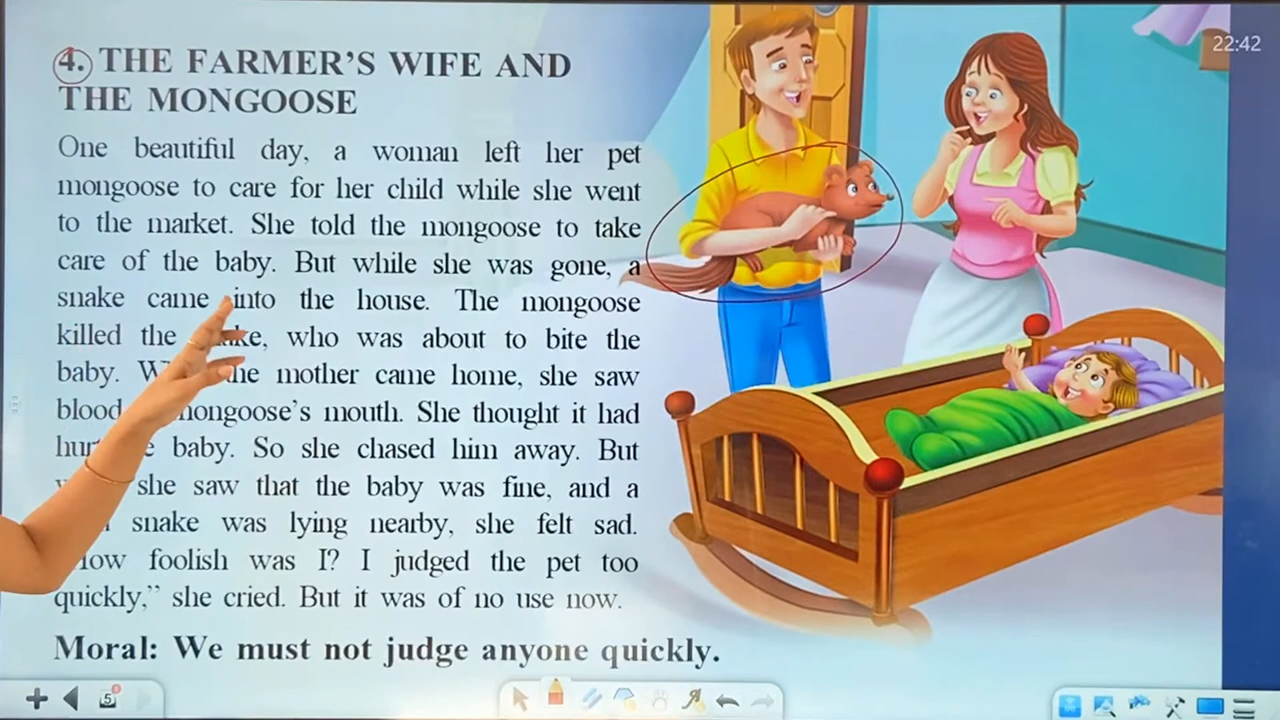 4. THE FARMER'S WIFE AND
THE MONGOOSE
One beautiful day, a woman left her pet
mongoose to care for her child while she went
to the market. She told the mongoose to take
care of the baby. But while she was gone, a
snake came into the house. The mongoose
killed the , who was about to bite the
baby. mother came home, she saw
blood mongoose's mouth. She thought it had
baby. So she chased him away. But
she saw that the baby was fine, and a
snake was lying nearby, she felt sad.
foolish was I? I judged the pet too
quickly,” she cried. But it was of no use now.
Moral: We must not judge anyone quickly.
22:42
5